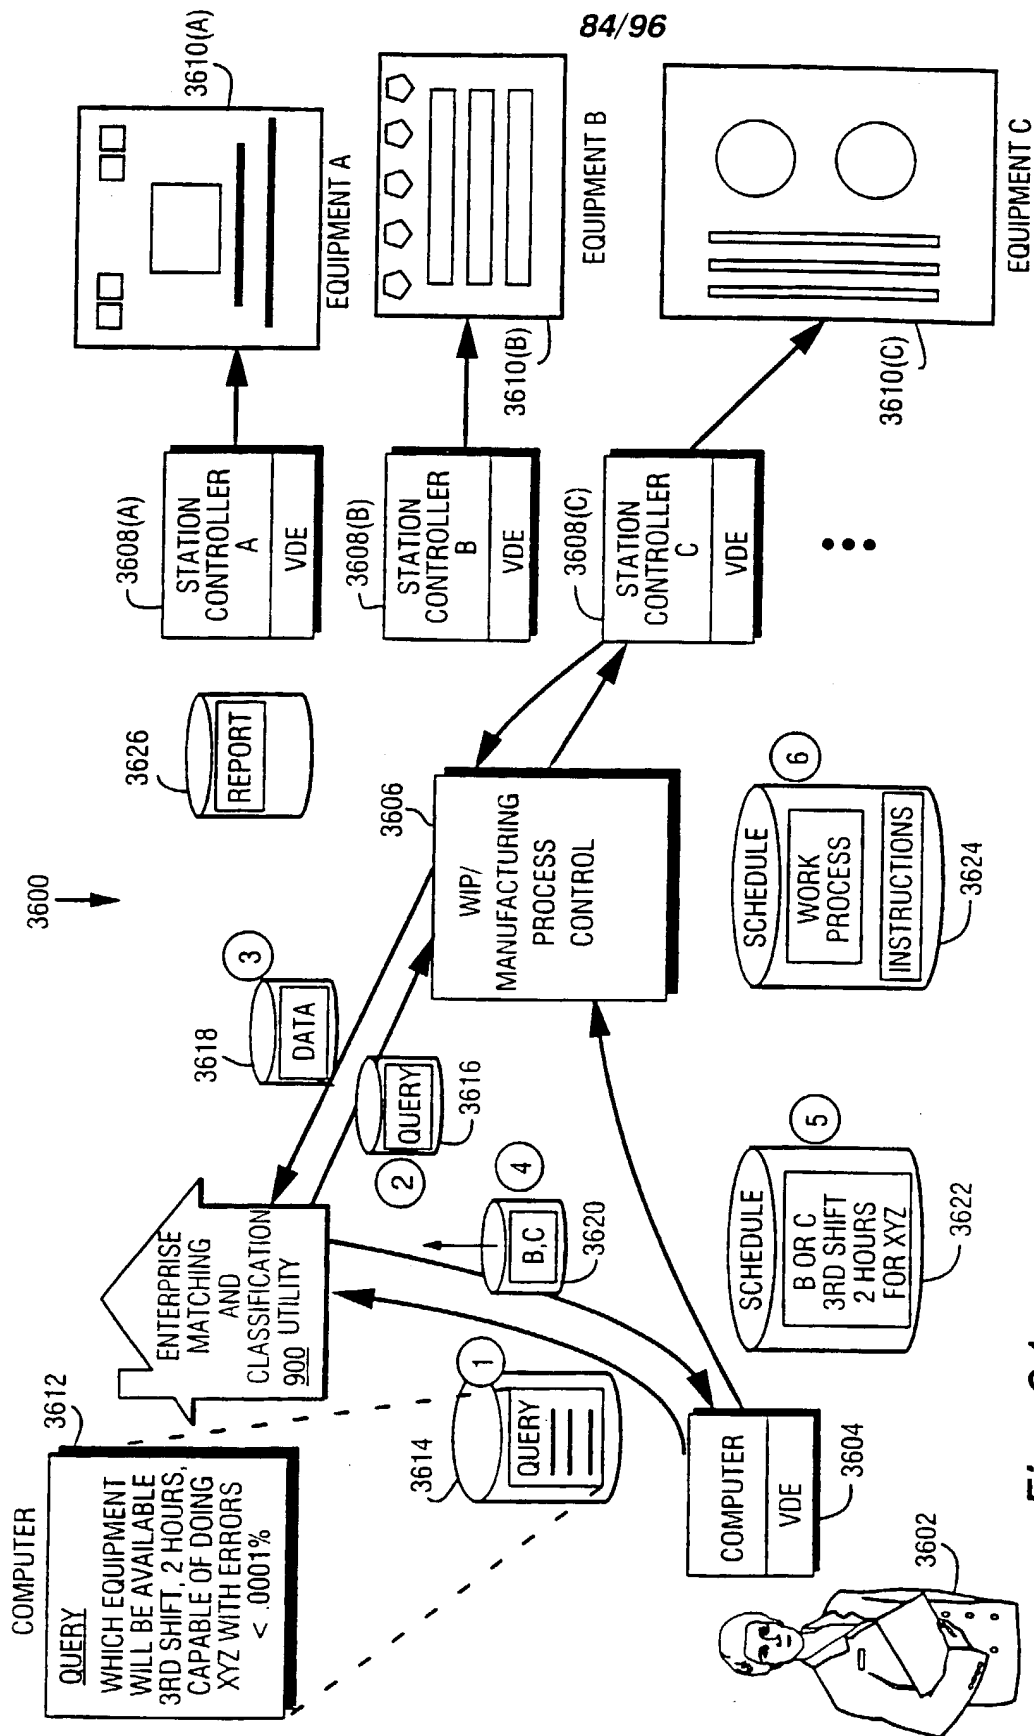 84/96
3600
COMPUTER
3612
QUERY
WHICH EQUIPMENT
WILL BE AVAILABLE
3RD SHIFT, 2 HOURS,
CAPABLE OF DOING
XYZ WITH ERRORS
< .0001%
ENTERPRISE
MATCHING
AND
CLASSIFICATION
900 UTILITY
3614
1
QUERY
3618
3
DATA
2
QUERY
3616
4
B,C
3620
3626
REPORT
3606
WIP/
MANUFACTURING
PROCESS
CONTROL
3608(A)
STATION
CONTROLLER
A
VDE
3610(A)
EQUIPMENT A
3608(B)
STATION
CONTROLLER
B
VDE
3610(B)
EQUIPMENT B
3608(C)
STATION
CONTROLLER
C
VDE
3610(C)
EQUIPMENT C
COMPUTER
VDE
3604
3602
5
SCHEDULE
B OR C
3RD SHIFT
2 HOURS
FOR XYZ
3622
6
SCHEDULE
WORK
PROCESS
INSTRUCTIONS
3624